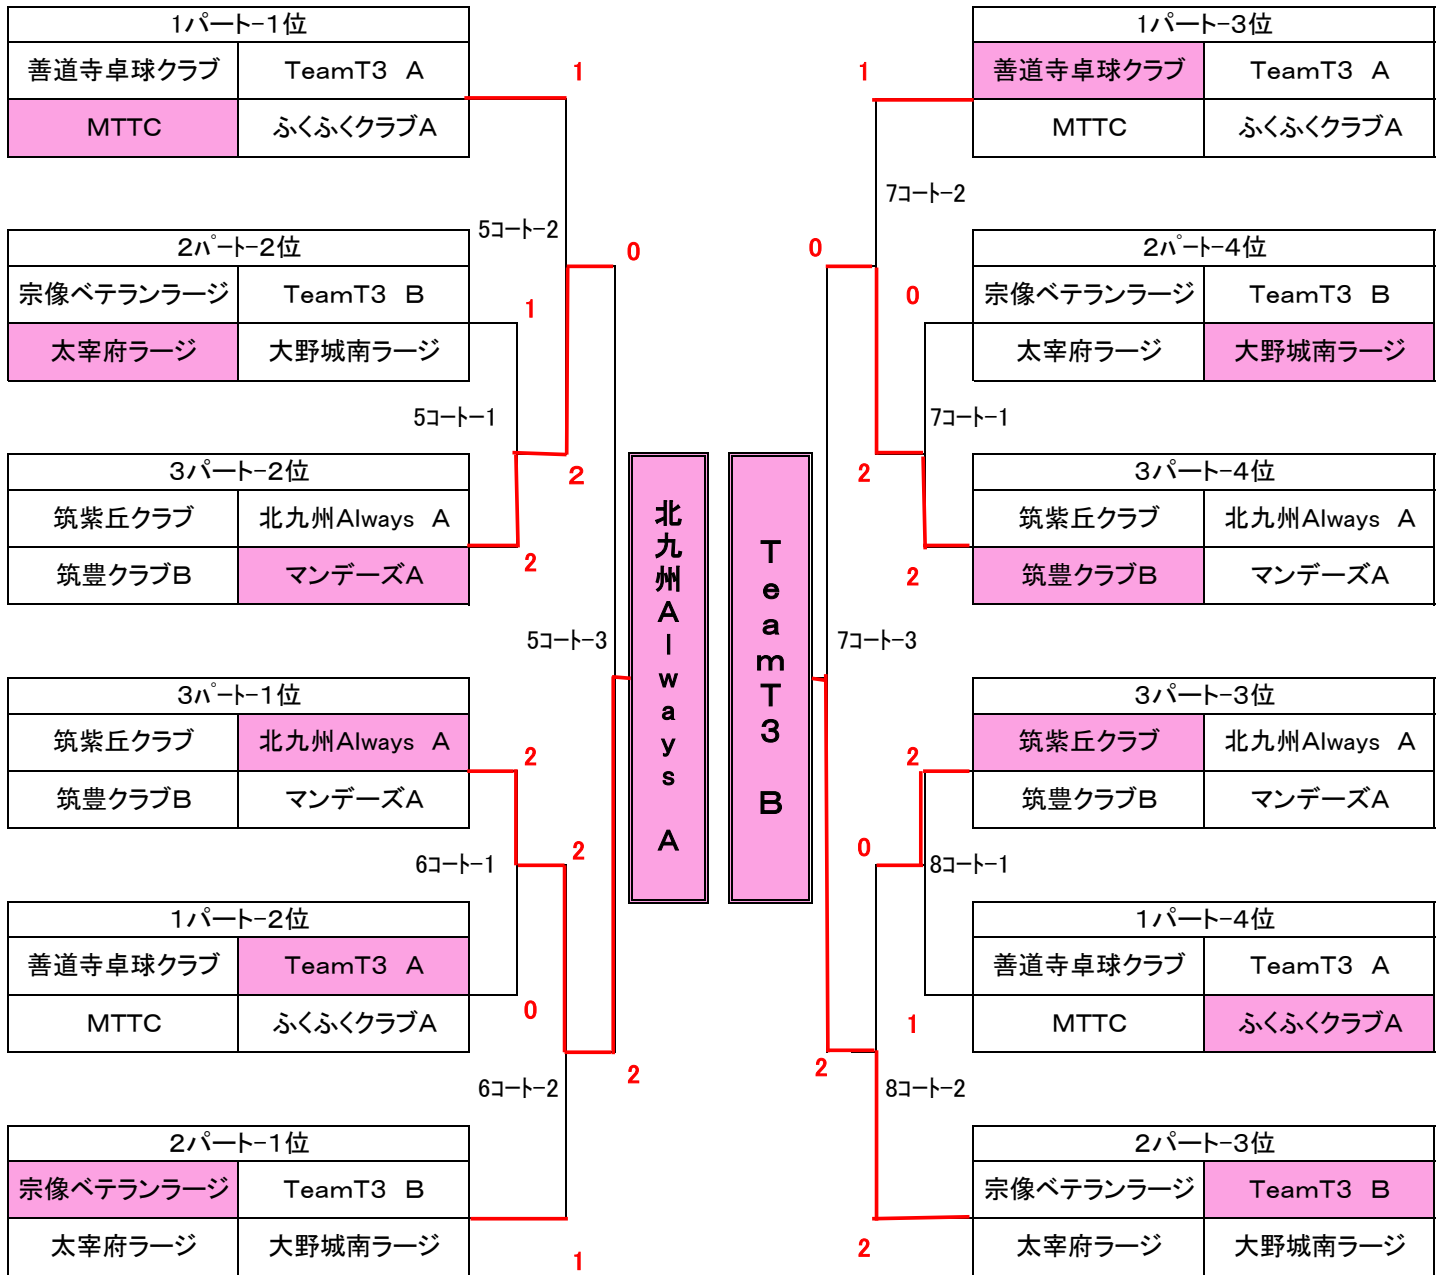 1パート-1位
善道寺卓球クラブ TeamT3 A
MTTC ふくふくクラブA
1
5コート-2
2パート-2位
宗像ベテランラージ TeamT3 B
太宰府ラージ 大野城南ラージ
1
0
5コート-1
3パート-2位
筑紫丘クラブ 北九州Always A
筑豊クラブB マンデーズA
2
2
5コート-3
3パート-1位
筑紫丘クラブ 北九州Always A
筑豊クラブB マンデーズA
2
6コート-1
2
1パート-2位
善道寺卓球クラブ TeamT3 A
MTTC ふくふくクラブA
0
6コート-2
2
2パート-1位
宗像ベテランラージ TeamT3 B
太宰府ラージ 大野城南ラージ
1
北九州Always A
TeamT3 B
1パート-3位
善道寺卓球クラブ TeamT3 A
MTTC ふくふくクラブA
1
7コート-2
0
2パート-4位
宗像ベテランラージ TeamT3 B
太宰府ラージ 大野城南ラージ
0
7コート-1
2
3パート-4位
筑紫丘クラブ 北九州Always A
筑豊クラブB マンデーズA
2
7コート-3
3パート-3位
筑紫丘クラブ 北九州Always A
筑豊クラブB マンデーズA
2
0
8コート-1
1パート-4位
善道寺卓球クラブ TeamT3 A
MTTC ふくふくクラブA
1
2
8コート-2
2パート-3位
宗像ベテランラージ TeamT3 B
太宰府ラージ 大野城南ラージ
2